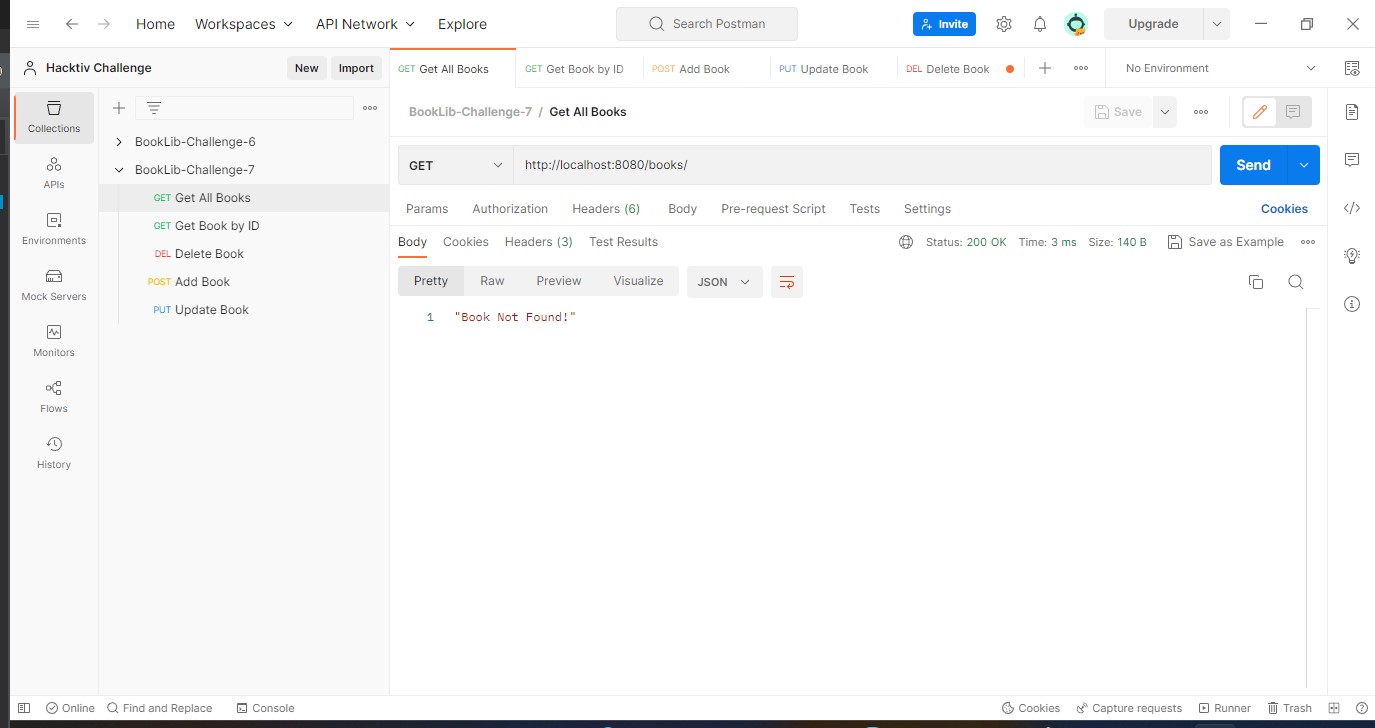 Home Workspaces API Network Explore Search Postman Invite Upgrade
Hacktiv Challenge New Import
GET Get All Books GET Get Book by ID POST Add Book PUT Update Book DEL Delete Book No Environment
Collections
APIs
Environments
Mock Servers
Monitors
Flows
History
BookLib-Challenge-6
BookLib-Challenge-7
GET Get All Books
GET Get Book by ID
DEL Delete Book
POST Add Book
PUT Update Book
BookLib-Challenge-7 / Get All Books Save
GET http://localhost:8080/books/ Send
Params Authorization Headers (6) Body Pre-request Script Tests Settings Cookies
Body Cookies Headers (3) Test Results Status: 200 OK Time: 3 ms Size: 140 B Save as Example
Pretty Raw Preview Visualize JSON
1 "Book Not Found!"
Online Find and Replace Console Cookies Capture requests Runner Trash